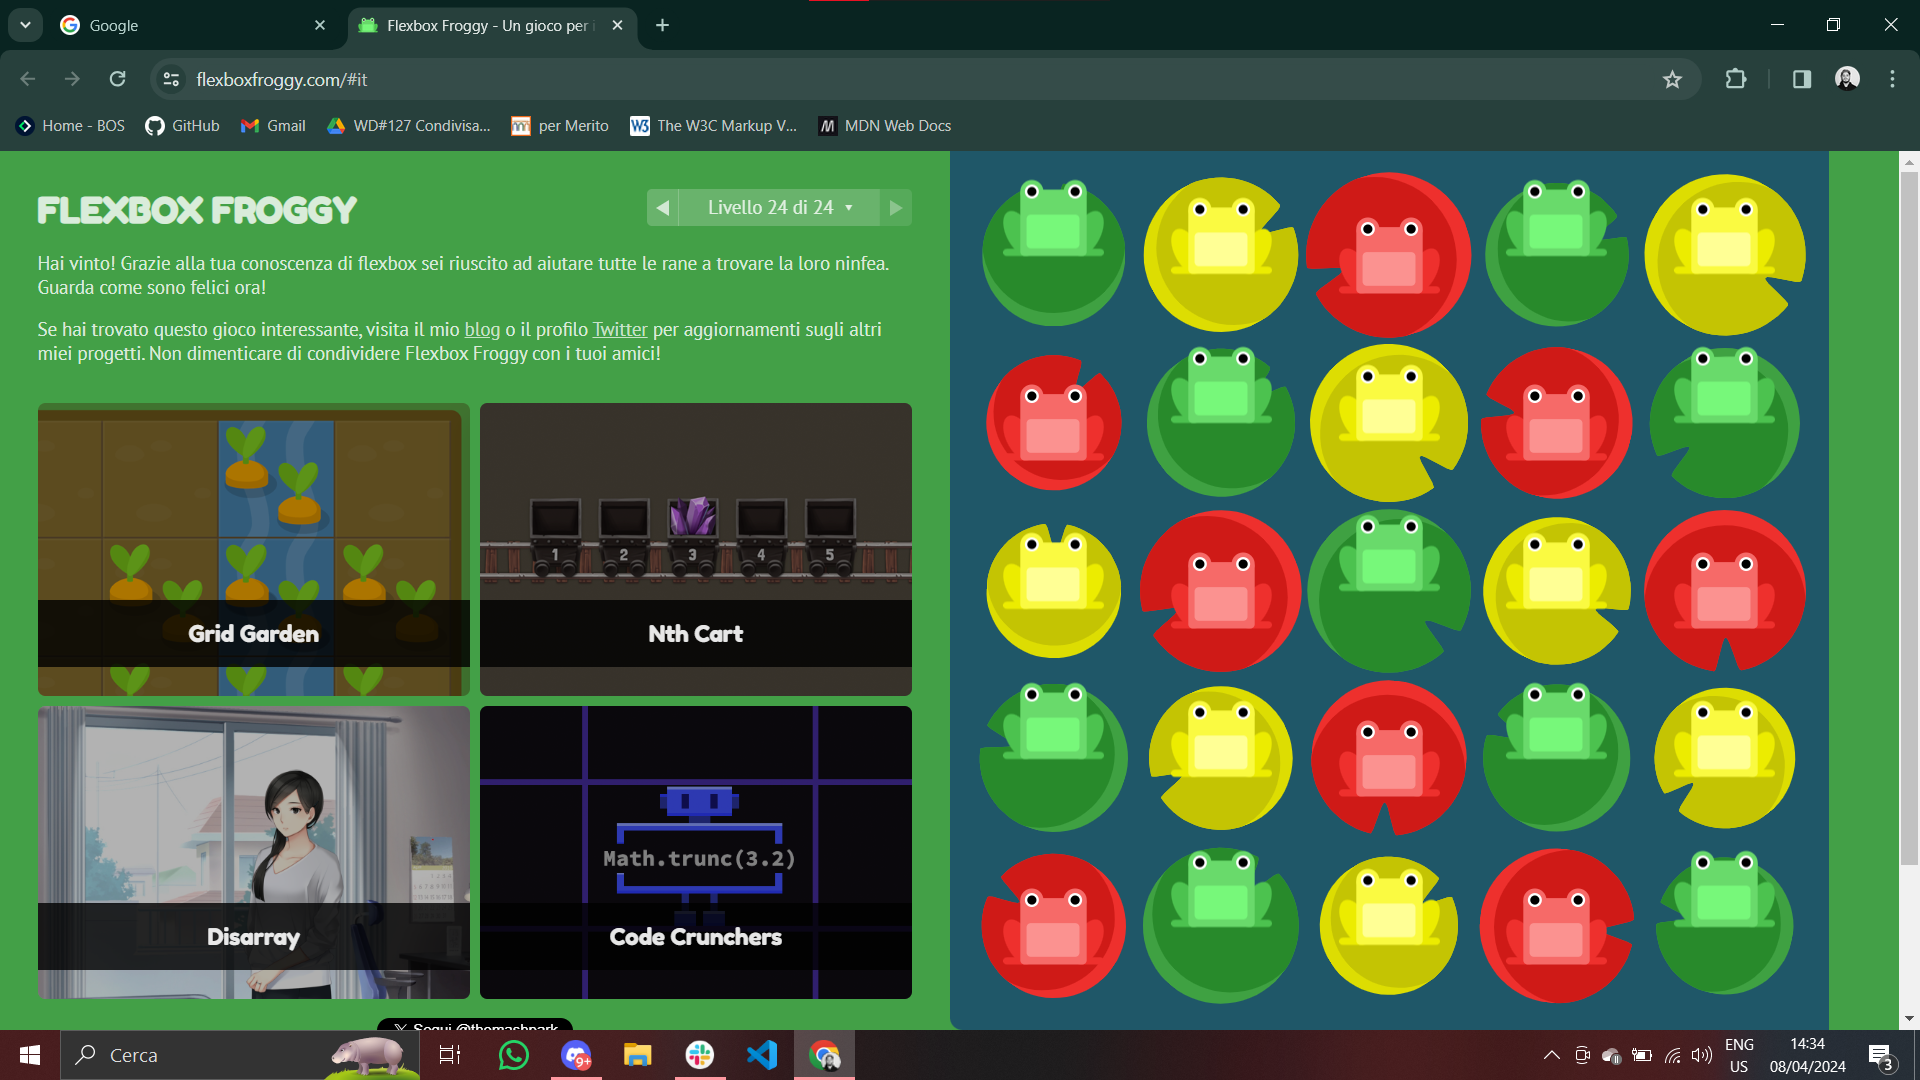 Google
Flexbox Froggy - Un gioco per i
flexboxfroggy.com/#it
Home - BOS
GitHub
Gmail
WD#127 Condivisa...
per Merito
The W3C Markup V...
MDN Web Docs
FLEXBOX FROGGY
Livello 24 di 24
Hai vinto! Grazie alla tua conoscenza di flexbox sei riuscito ad aiutare tutte le rane a trovare la loro ninfea.
Guarda come sono felici ora!
Se hai trovato questo gioco interessante, visita il mio blog o il profilo Twitter per aggiornamenti sugli altri
miei progetti. Non dimenticare di condividere Flexbox Froggy con i tuoi amici!
1 2 3 4 5
Grid Garden
Nth Cart
Math.trunc(3.2)
Disarray
Code Crunchers
Segui @thomashpark
Cerca
9+
ENG
US
14:34
08/04/2024
3